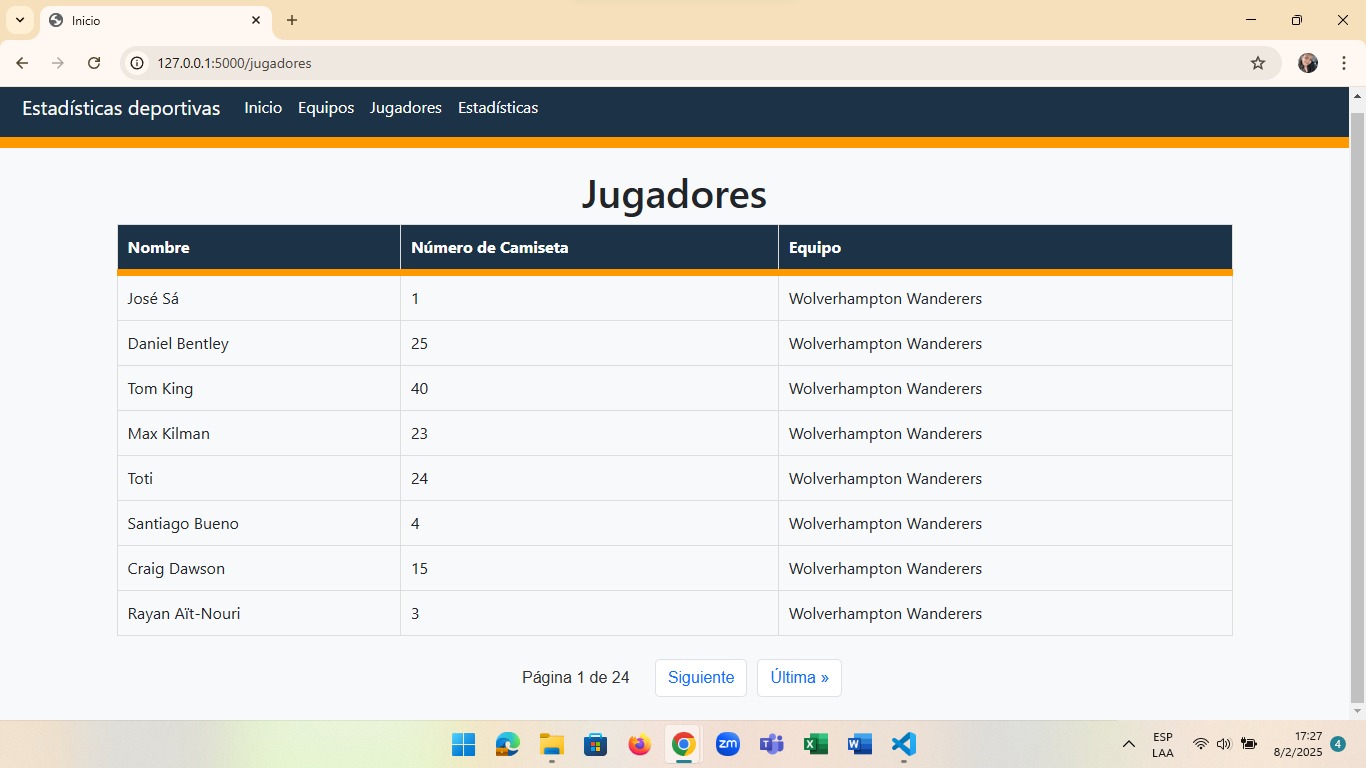 Inicio
127.0.0.1:5000/jugadores
Estadísticas deportivas Inicio Equipos Jugadores Estadísticas
Jugadores
Nombre Número de Camiseta Equipo
José Sá 1 Wolverhampton Wanderers
Daniel Bentley 25 Wolverhampton Wanderers
Tom King 40 Wolverhampton Wanderers
Max Kilman 23 Wolverhampton Wanderers
Toti 24 Wolverhampton Wanderers
Santiago Bueno 4 Wolverhampton Wanderers
Craig Dawson 15 Wolverhampton Wanderers
Rayan Aït-Nouri 3 Wolverhampton Wanderers
Página 1 de 24 Siguiente Última »
zm
ESP 17:27
LAA 8/2/2025 4